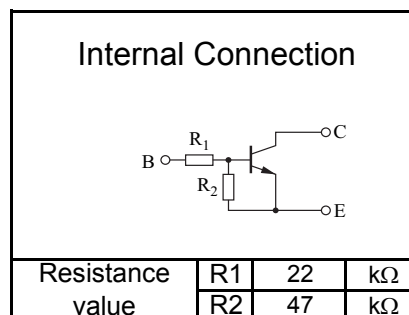 Internal Connection
C
R1
B
R2
E
Resistance value R1 22 kΩ
R2 47 kΩ